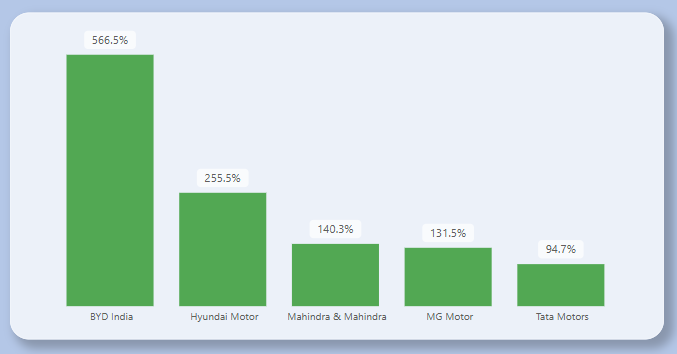 566.5%
255.5%
140.3%
131.5%
94.7%
BYD India
Hyundai Motor
Mahindra & Mahindra
MG Motor
Tata Motors